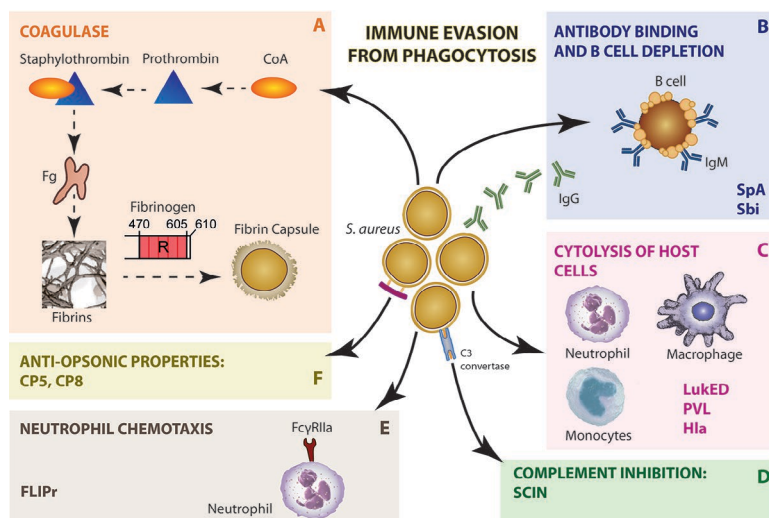 IMMUNE EVASION
FROM PHAGOCYTOSIS
COAGULASE
A
Staphylothrombin
Prothrombin
CoA
Fg
Fibrinogen
470
605
610
R
Fibrin Capsule
Fibrins
S. aureus
ANTIBODY BINDING
AND B CELL DEPLETION
B
B cell
IgM
IgG
SpA
Sbi
CYTOLYSIS OF HOST
CELLS
C
Neutrophil
Macrophage
Monocytes
LukED
PVL
Hla
C3
convertase
COMPLEMENT INHIBITION:
SCIN
D
NEUTROPHIL CHEMOTAXIS
E
FcγRIIa
FLIPr
Neutrophil
ANTI-OPSONIC PROPERTIES:
CP5, CP8
F